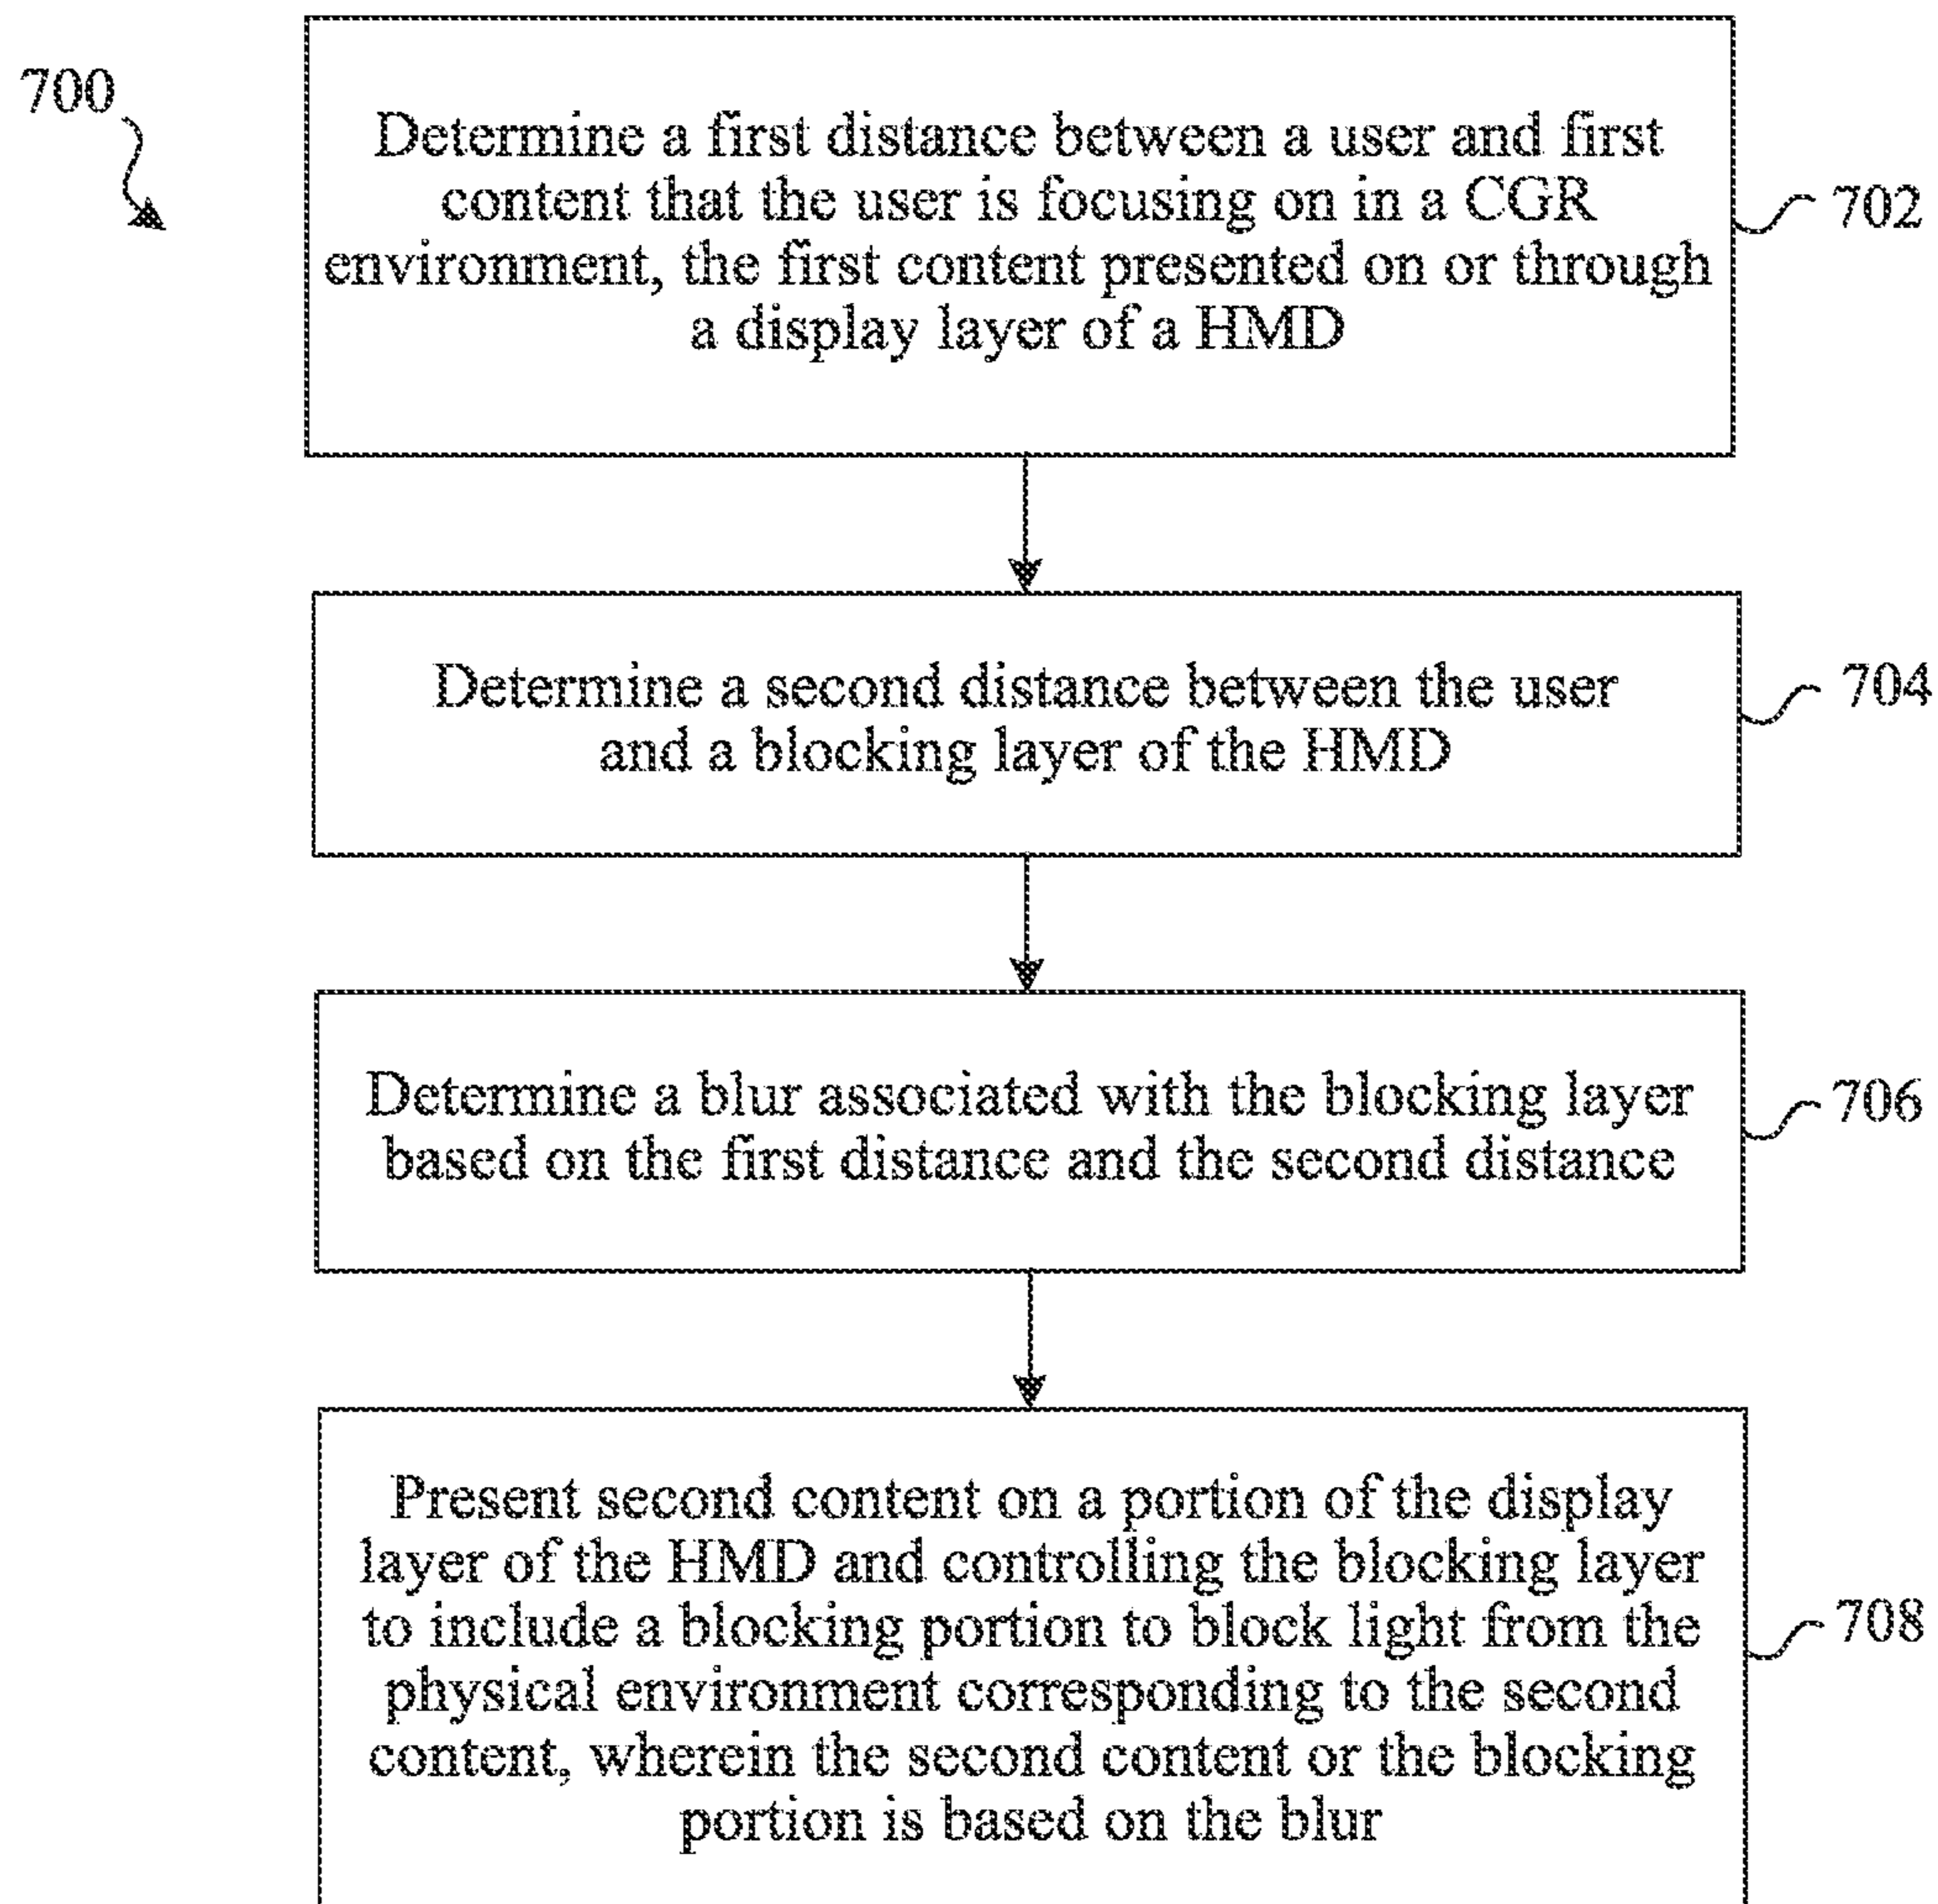 700
Determine a first distance between a user and first
content that the user is focusing on in a CGR
environment, the first content presented on or through
a display layer of a HMD
702
Determine a second distance between the user
and a blocking layer of the HMD
704
Determine a blur associated with the blocking layer
based on the first distance and the second distance
706
Present second content on a portion of the display
layer of the HMD and controlling the blocking layer
to include a blocking portion to block light from the
physical environment corresponding to the second
content, wherein the second content or the blocking
portion is based on the blur
708